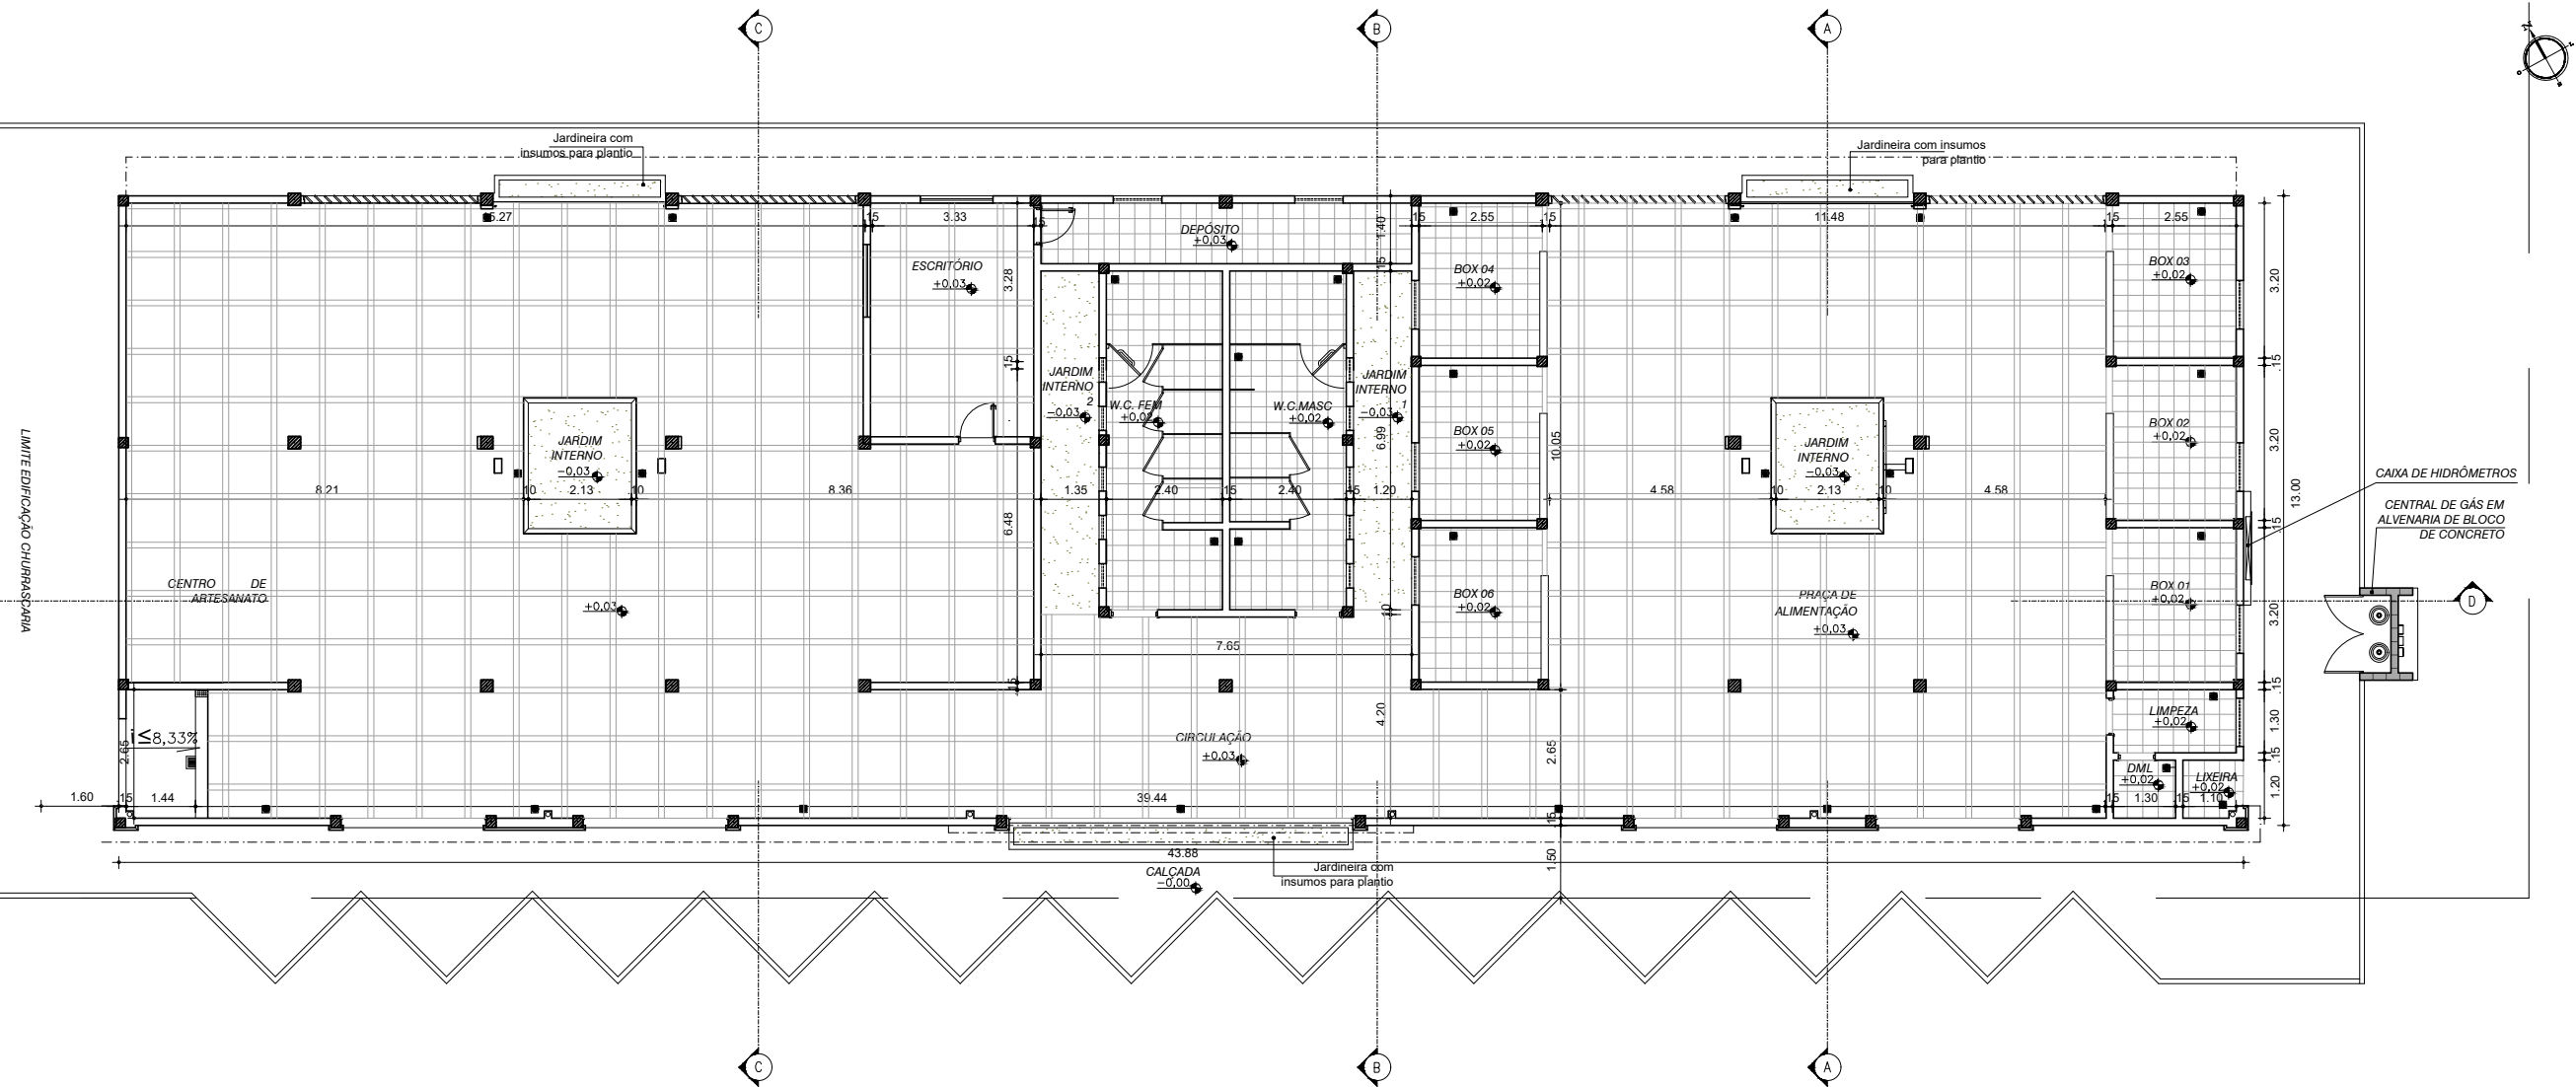 C
B
A
Jardineira com
insumos para plantio
Jardineira com insumos
para plantio
.15
3.33
.15
1.40
.15
2.55
.15
11.48
.15
2.55
DEPÓSITO
+0,03
ESCRITÓRIO
+0,03
3.28
.15
BOX 04
+0,02
BOX 03
+0,02
3.20
.15
.15
JARDIM
INTERNO
2
-0,03
W.C. FEM
+0,02
W.C.MASC
+0,02
JARDIM
INTERNO
1
-0,03
6.99
BOX 05
+0,02
10.05
BOX 02
+0,02
3.20
LIMITE EDIFICAÇÃO CHURRASCARIA
JARDIM
INTERNO
-0,03
JARDIM
INTERNO
-0,03
CAIXA DE HIDRÔMETROS
8.21
.10
2.13
.10
8.36
1.35
2.40
.15
2.40
.15
1.20
4.58
.10
2.13
.10
4.58
13.00
CENTRAL DE GÁS EM
ALVENARIA DE BLOCO
DE CONCRETO
6.48
.15
CENTRO DE
ARTESANATO
+0,03
BOX 06
+0,02
PRAÇA DE
ALIMENTAÇÃO
+0,03
BOX 01
+0,02
3.20
D
.10
7.65
.15
.15
4.20
LIMPEZA
+0,02
1.30
i≤8,33%
2.65
CIRCULAÇÃO
+0,03
2.65
.15
DML
+0,02
LIXEIRA
+0,02
1.20
1.60
.15
1.44
39.44
.15
1.30
.15
1.10
.15
43.88
1.50
CALÇADA
-0,00
Jardineira com
insumos para plantio
C
B
A